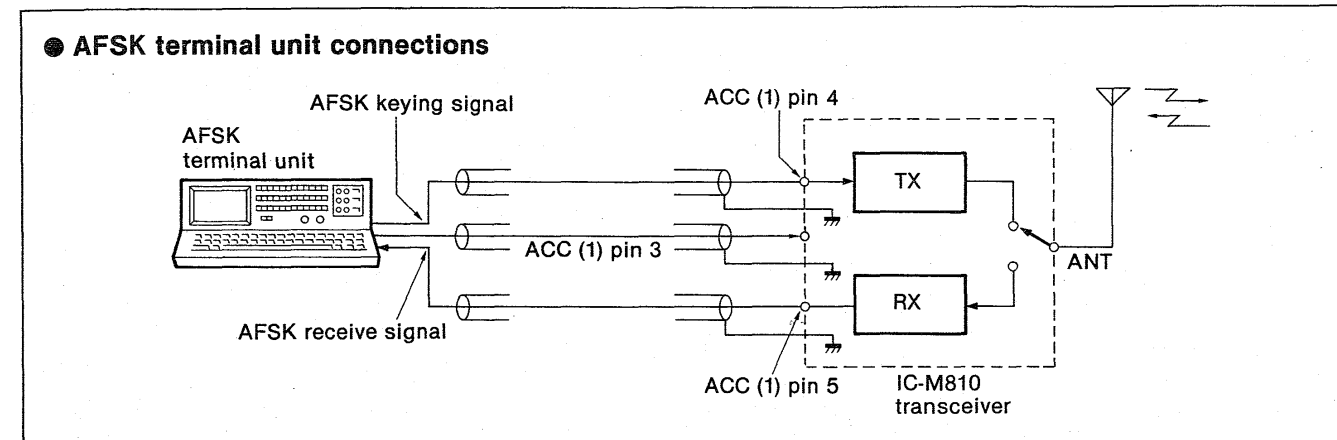 ● AFSK terminal unit connections
AFSK keying signal
ACC (1) pin 4
AFSK
terminal unit
TX
ACC (1) pin 3
ANT
RX
AFSK receive signal
ACC (1) pin 5
IC-M810
transceiver